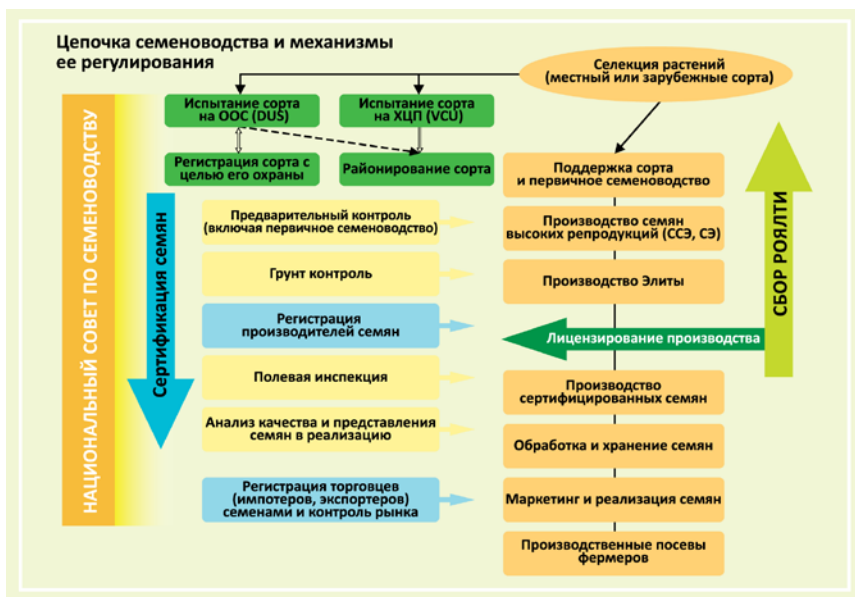 Цепочка семеноводства и механизмы
ее регулирования
Селекция растений
(местный или зарубежные сорта)
НАЦИОНАЛЬНЫЙ СОВЕТ ПО СЕМЕНОВОДСТВУ
Испытание сорта
на ООС (DUS)
Испытание сорта
на ХЦП (VCU)
Регистрация сорта с
целью его охраны
Районирование сорта
Поддержка сорта
и первичное семеноводство
СБОР РОЯЛТИ
Сертификация семян
Предварительный контроль
(включая первичное семеноводство)
Производство семян
высоких репродукций (ССЭ, СЭ)
Грунт контроль
Производство Элиты
Регистрация
производителей семян
Лицензирование производства
Полевая инспекция
Производство
сертифицированных семян
Анализ качества и представления
семян в реализацию
Обработка и хранение семян
Регистрация торговцев
(импотеров, экспортеров)
семенами и контроль рынка
Маркетинг и реализация семян
Производственные посевы
фермеров